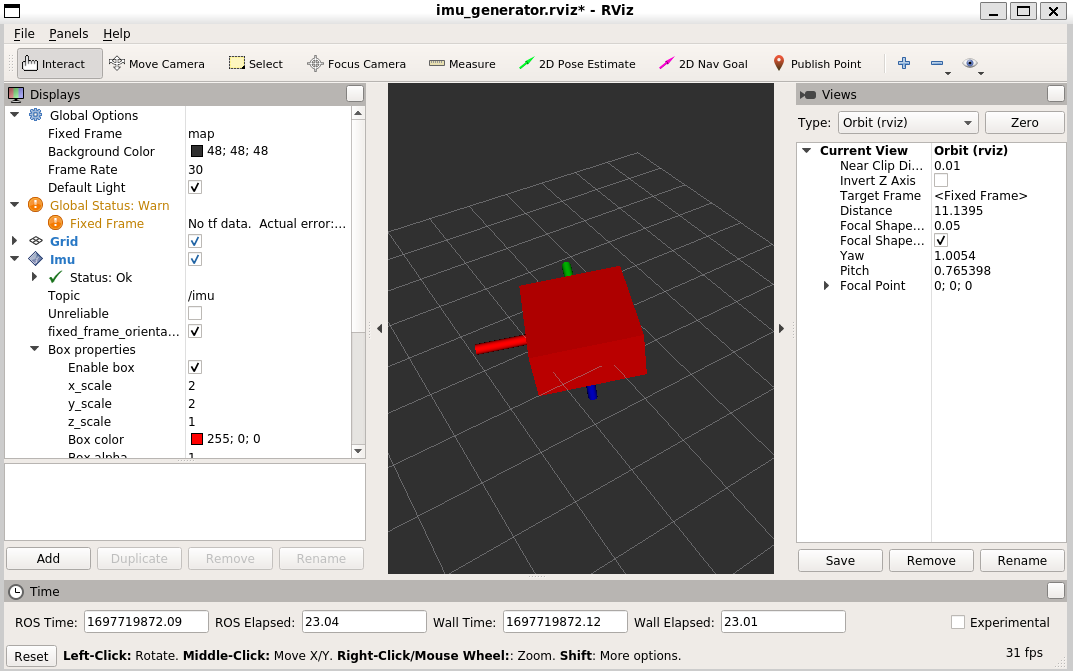 imu_generator.rviz* - RViz
File Panels Help
Interact Move Camera Select Focus Camera Measure 2D Pose Estimate 2D Nav Goal Publish Point
Displays
Global Options
Fixed Frame map
Background Color 48; 48; 48
Frame Rate 30
Default Light
Global Status: Warn
Fixed Frame No tf data. Actual error:...
Grid
Imu
Status: Ok
Topic /imu
Unreliable
fixed_frame_orienta...
Box properties
Enable box
x_scale 2
y_scale 2
z_scale 1
Box color 255; 0; 0
Box alpha 1
Add Duplicate Remove Rename
Views
Type: Orbit (rviz) Zero
Current View Orbit (rviz)
Near Clip Di... 0.01
Invert Z Axis
Target Frame <Fixed Frame>
Distance 11.1395
Focal Shape... 0.05
Focal Shape...
Yaw 1.0054
Pitch 0.765398
Focal Point 0; 0; 0
Save Remove Rename
Time
ROS Time: 1697719872.09 ROS Elapsed: 23.04 Wall Time: 1697719872.12 Wall Elapsed: 23.01 Experimental
Reset Left-Click: Rotate. Middle-Click: Move X/Y. Right-Click/Mouse Wheel:: Zoom. Shift: More options. 31 fps